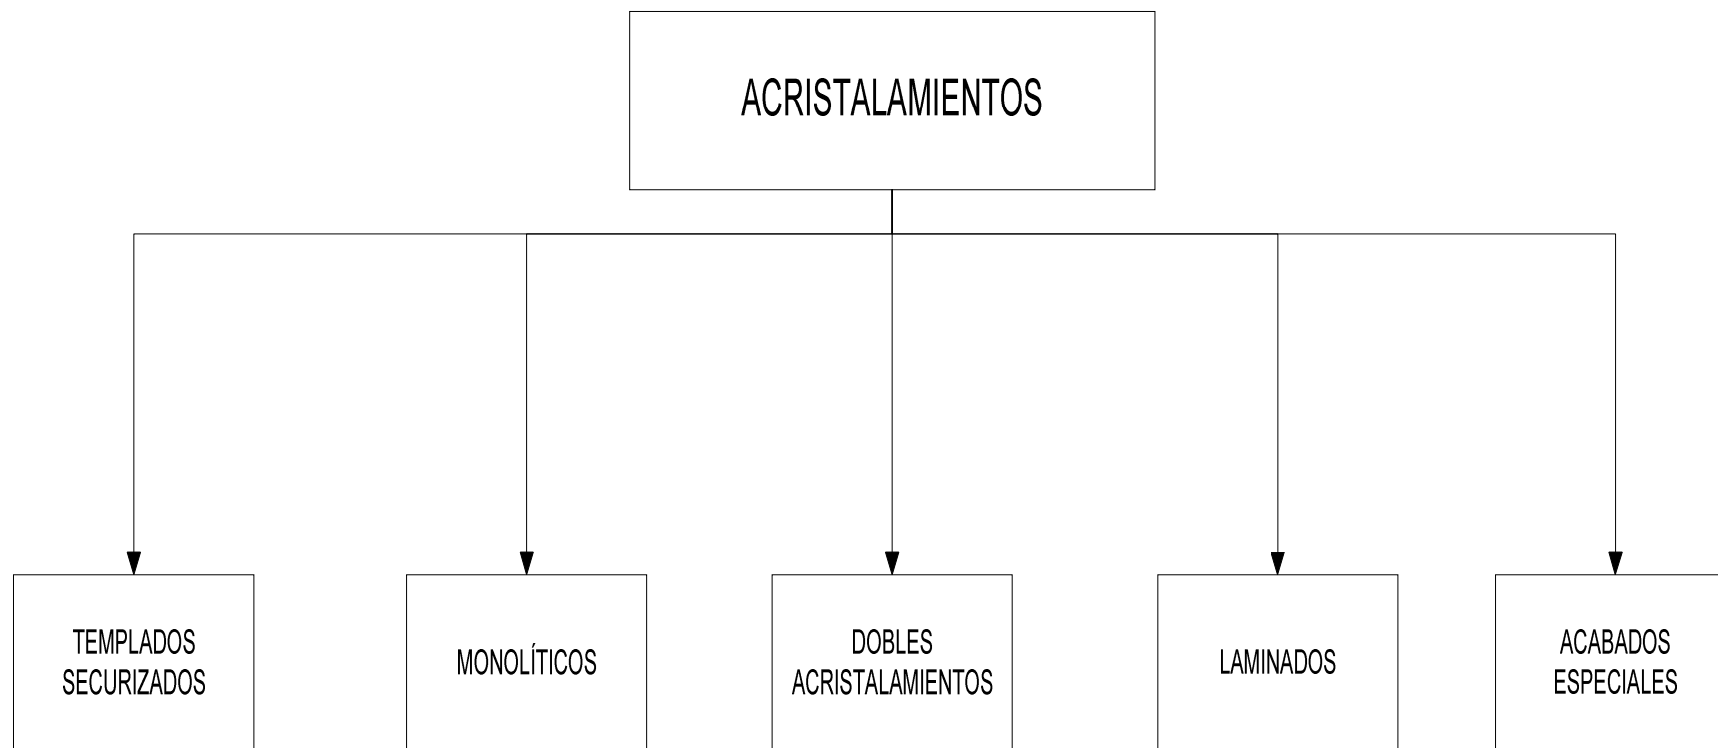 ACRISTALAMIENTOS
TEMPLADOS
SECURIZADOS
MONOLÍTICOS
DOBLES
ACRISTALAMIENTOS
LAMINADOS
ACABADOS
ESPECIALES